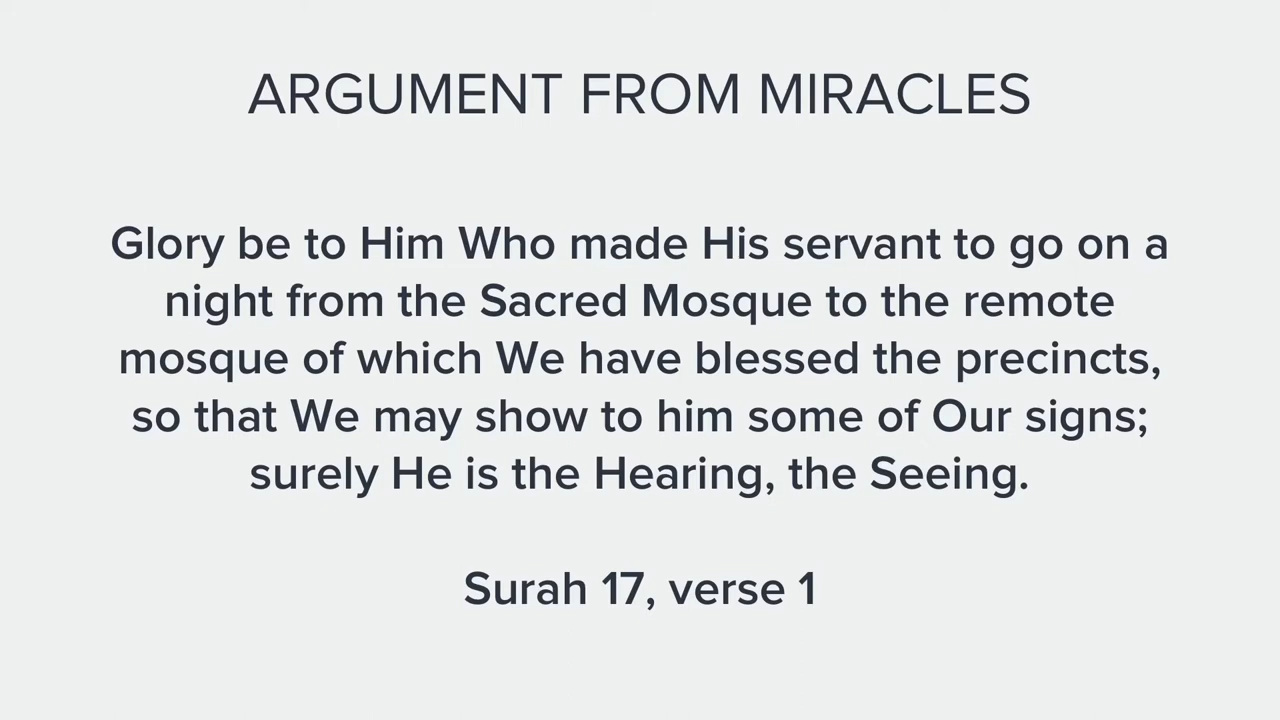 ARGUMENT FROM MIRACLES
Glory be to Him Who made His servant to go on a
night from the Sacred Mosque to the remote
mosque of which We have blessed the precincts,
so that We may show to him some of Our signs;
surely He is the Hearing, the Seeing.
Surah 17, verse 1